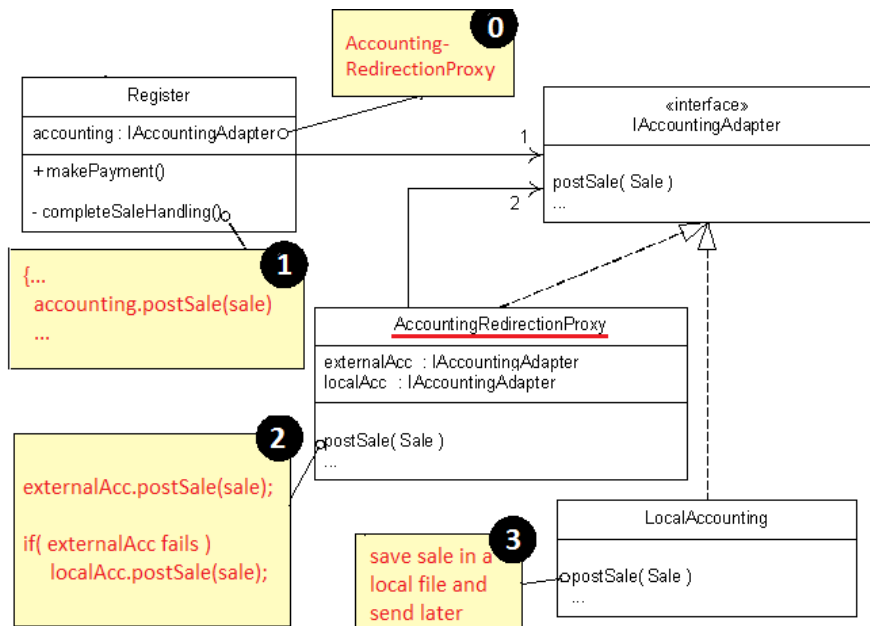 0
Accounting-
RedirectionProxy
Register
accounting : IAccountingAdapter
+makePayment()
- completeSaleHandling()
1
2
«interface»
IAccountingAdapter
postSale( Sale )
...
1
{...
accounting.postSale(sale)
...
AccountingRedirectionProxy
externalAcc : IAccountingAdapter
localAcc : IAccountingAdapter
postSale( Sale )
...
2
externalAcc.postSale(sale);
if( externalAcc fails )
localAcc.postSale(sale);
3
save sale in a
local file and
send later
LocalAccounting
postSale( Sale )
...